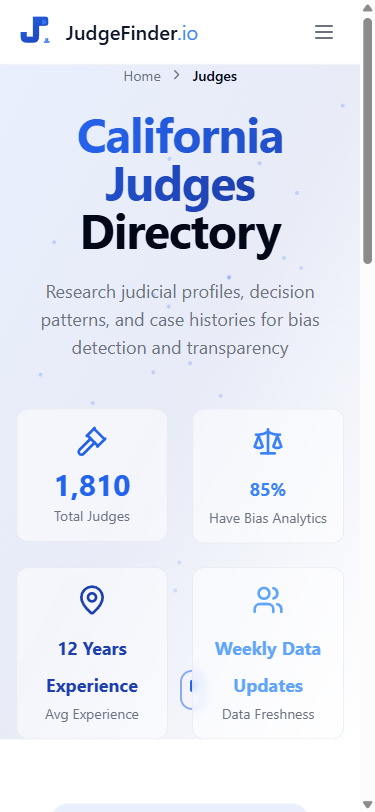 JudgeFinder.io
Home > Judges
California
Judges
Directory
Research judicial profiles, decision
patterns, and case histories for bias
detection and transparency
1,810
Total Judges
85%
Have Bias Analytics
12 Years
Experience
Avg Experience
Weekly Data
Updates
Data Freshness